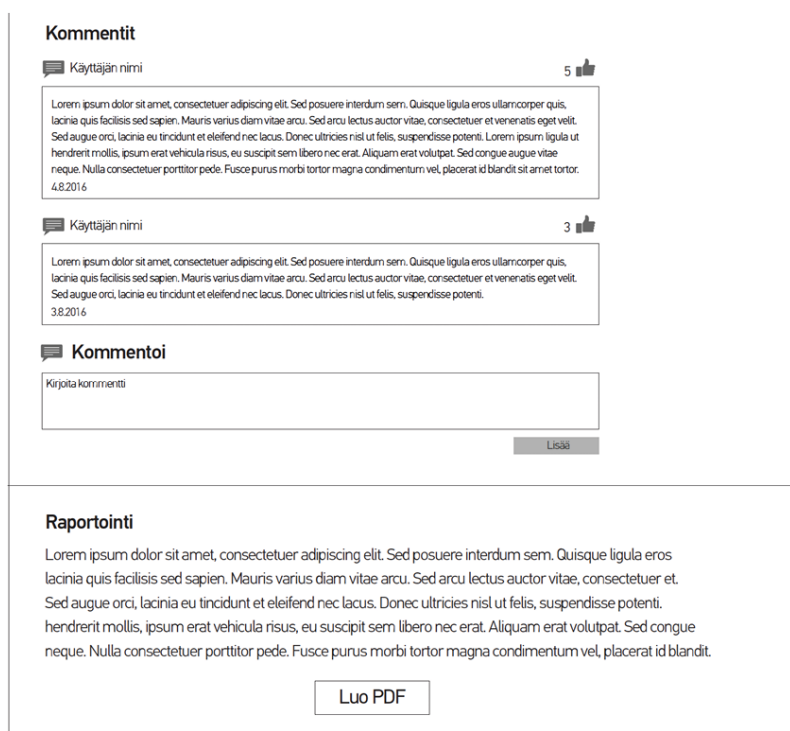 Kommentit
Käyttäjän nimi
5
Lorem ipsum dolor sit amet, consectetuer adipiscing elit. Sed posuere interdum sem. Quisque ligula eros ullamcorper quis,
lacinia quis facilisis sed sapien. Mauris varius diam vitae arcu. Sed arcu lectus auctor vitae, consectetuer et venenatis eget velit.
Sed augue orci, lacinia eu tincidunt et eleifend nec lacus. Donec ultricies nisl ut felis, suspendisse potenti. Lorem ipsum ligula ut
hendrerit mollis, ipsum erat vehicula risus, eu suscipit sem libero nec erat. Aliquam erat volutpat. Sed congue augue vitae
neque. Nulla consectetuer porttitor pede. Fusce purus morbi tortor magna condimentum vel, placerat id blandit sit amet tortor.
4.8.2016
Käyttäjän nimi
3
Lorem ipsum dolor sit amet, consectetuer adipiscing elit. Sed posuere interdum sem. Quisque ligula eros ullamcorper quis,
lacinia quis facilisis sed sapien. Mauris varius diam vitae arcu. Sed arcu lectus auctor vitae, consectetuer et venenatis eget velit.
Sed augue orci, lacinia eu tincidunt et eleifend nec lacus. Donec ultricies nisl ut felis, suspendisse potenti.
3.8.2016
Kommentoi
Kirjoita kommentti
Lisää
Raportointi
Lorem ipsum dolor sit amet, consectetuer adipiscing elit. Sed posuere interdum sem. Quisque ligula eros
lacinia quis facilisis sed sapien. Mauris varius diam vitae arcu. Sed arcu lectus auctor vitae, consectetuer et.
Sed augue orci, lacinia eu tincidunt et eleifend nec lacus. Donec ultricies nisl ut felis, suspendisse potenti.
hendrerit mollis, ipsum erat vehicula risus, eu suscipit sem libero nec erat. Aliquam erat volutpat. Sed congue
neque. Nulla consectetuer porttitor pede. Fusce purus morbi tortor magna condimentum vel, placerat id blandit.
Luo PDF